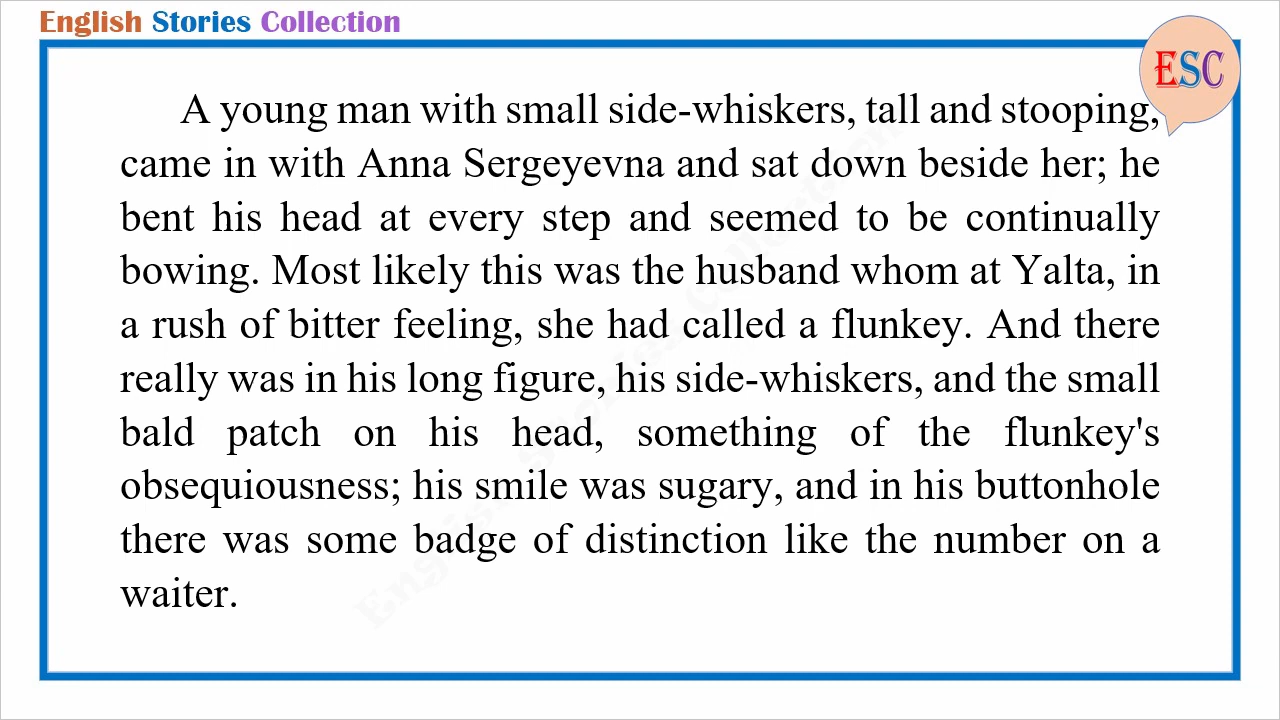 English Stories Collection
ESC
A young man with small side-whiskers, tall and stooping,
came in with Anna Sergeyevna and sat down beside her; he
bent his head at every step and seemed to be continually
bowing. Most likely this was the husband whom at Yalta, in
a rush of bitter feeling, she had called a flunkey. And there
really was in his long figure, his side-whiskers, and the small
bald patch on his head, something of the flunkey's
obsequiousness; his smile was sugary, and in his buttonhole
there was some badge of distinction like the number on a
waiter.